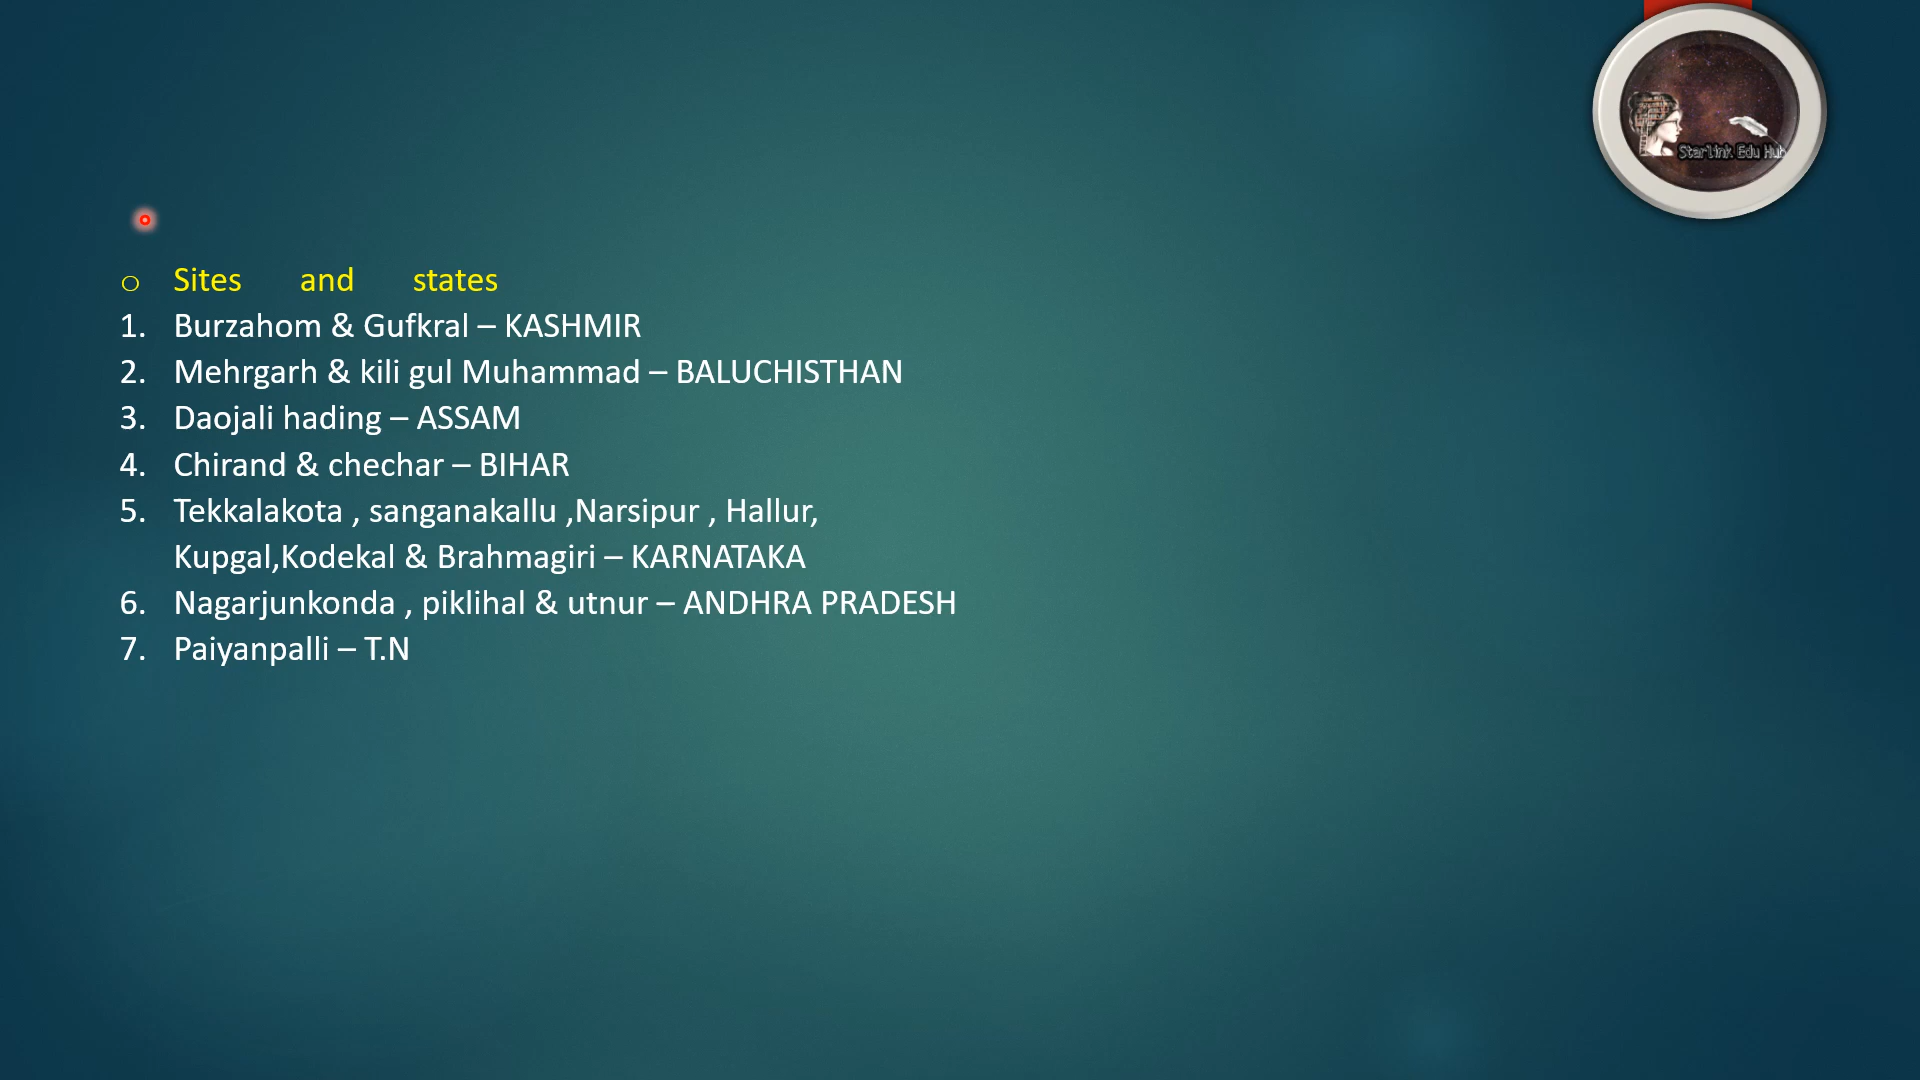 Starlink Edu Hub
o Sites and states
1. Burzahom & Gufkral – KASHMIR
2. Mehrgarh & kili gul Muhammad – BALUCHISTHAN
3. Daojali hading – ASSAM
4. Chirand & chechar – BIHAR
5. Tekkalakota , sanganakallu ,Narsipur , Hallur,
Kupgal,Kodekal & Brahmagiri – KARNATAKA
6. Nagarjunkonda , piklihal & utnur – ANDHRA PRADESH
7. Paiyanpalli – T.N